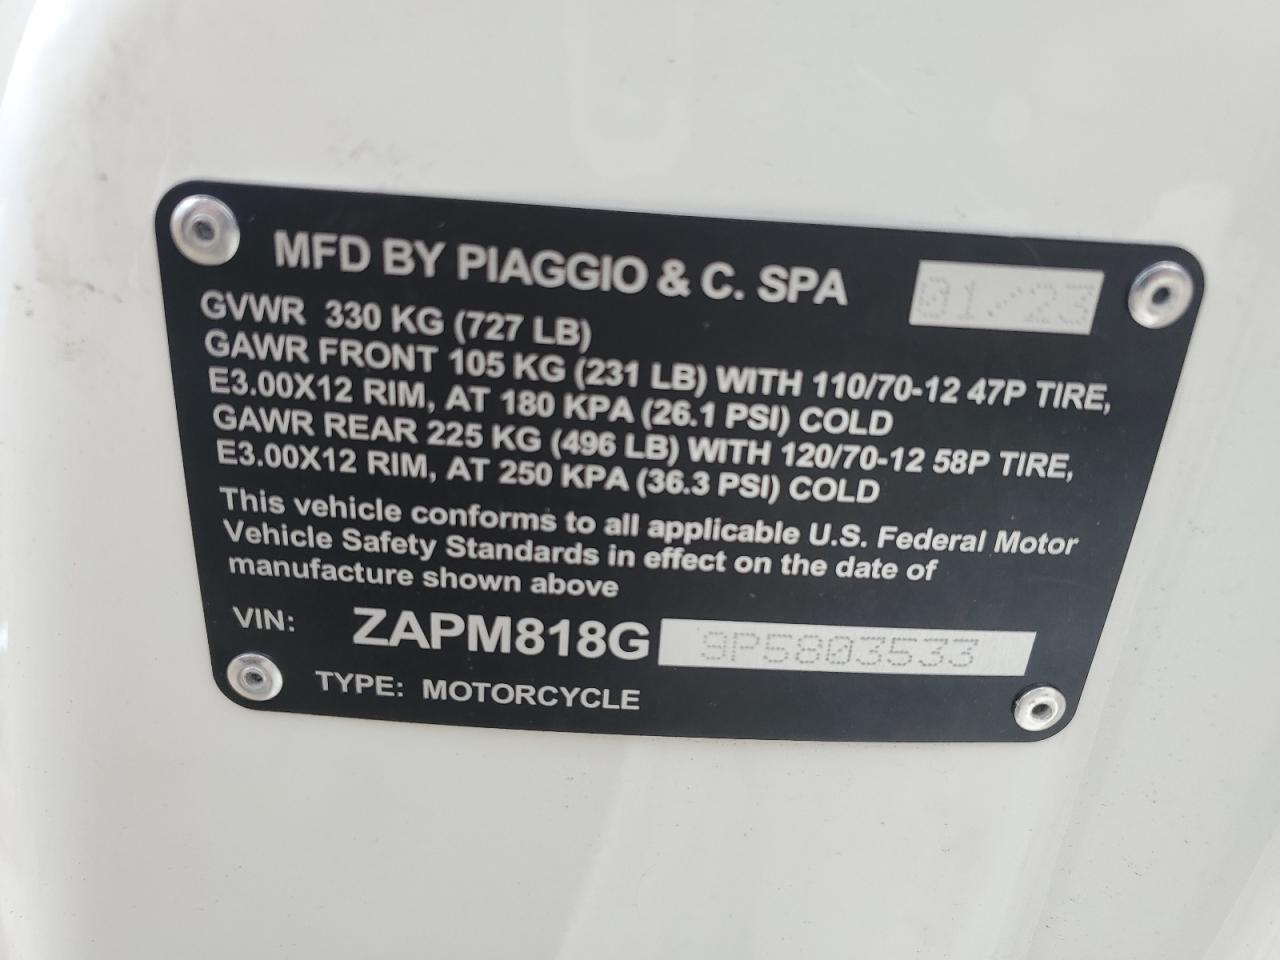 MFD BY PIAGGIO & C. SPA 01/23
GVWR 330 KG (727 LB)
GAWR FRONT 105 KG (231 LB) WITH 110/70-12 47P TIRE,
E3.00X12 RIM, AT 180 KPA (26.1 PSI) COLD
GAWR REAR 225 KG (496 LB) WITH 120/70-12 58P TIRE,
E3.00X12 RIM, AT 250 KPA (36.3 PSI) COLD
This vehicle conforms to all applicable U.S. Federal Motor
Vehicle Safety Standards in effect on the date of
manufacture shown above
VIN: ZAPM818G 9P5803533
TYPE: MOTORCYCLE